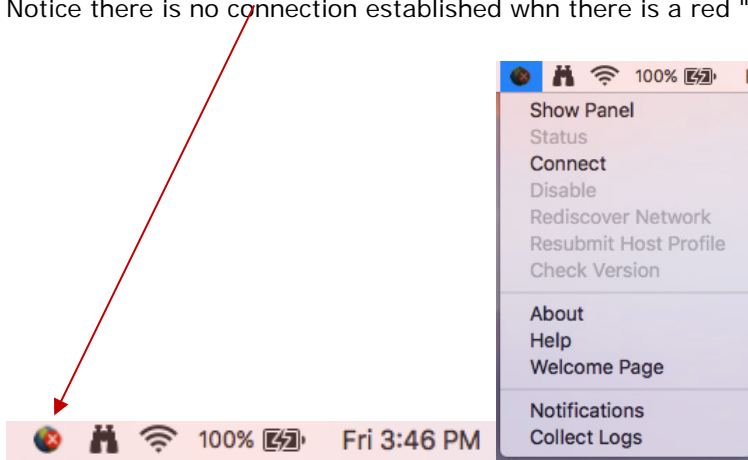 Notice there is no connection established whn there is a red "
100%
Show Panel
Status
Connect
Disable
Rediscover Network
Resubmit Host Profile
Check Version
About
Help
Welcome Page
Notifications
Collect Logs
100% Fri 3:46 PM